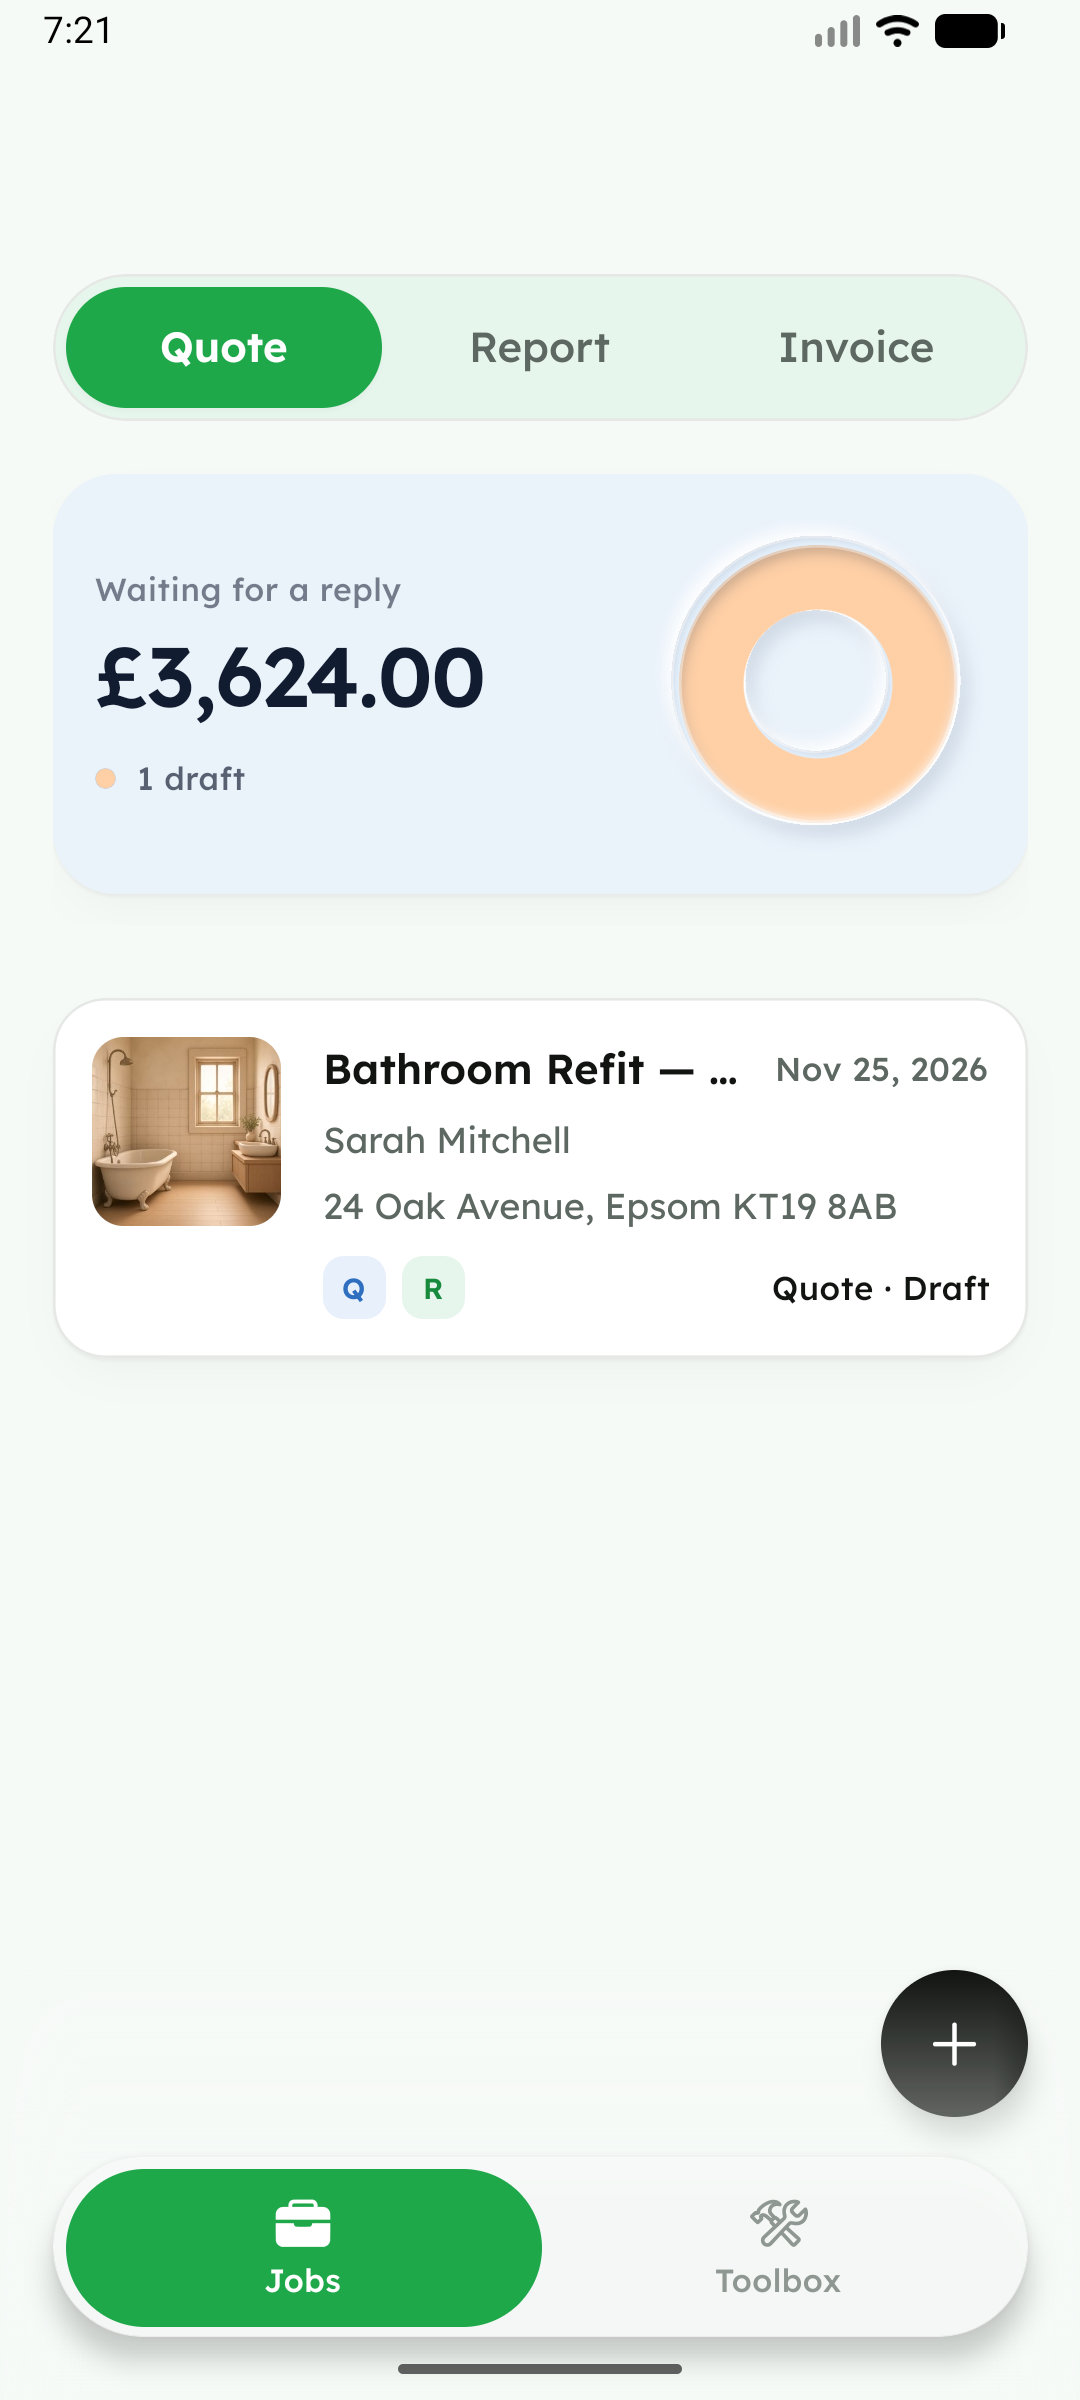 7:21
Quote Report Invoice
Waiting for a reply
£3,624.00
1 draft
Bathroom Refit — ... Nov 25, 2026
Sarah Mitchell
24 Oak Avenue, Epsom KT19 8AB
Q R Quote · Draft
Jobs Toolbox